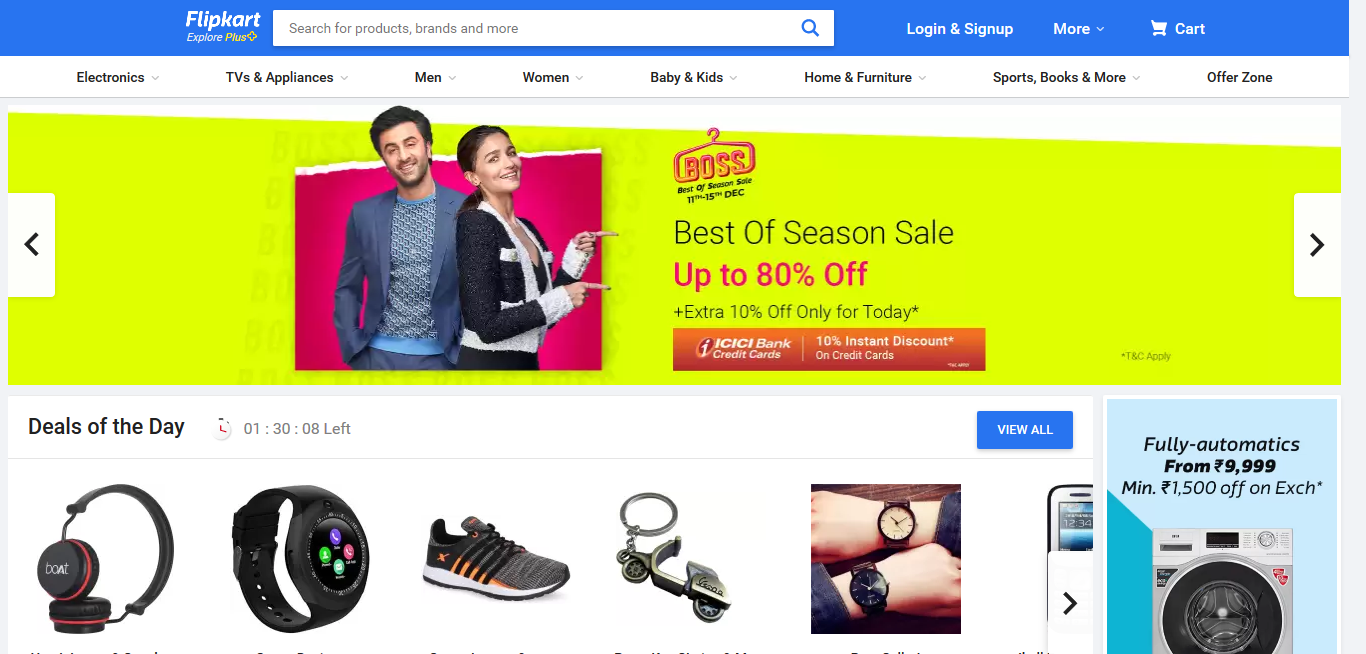 Flipkart
Explore Plus
Search for products, brands and more
Login & Signup
More
Cart
Electronics
TVs & Appliances
Men
Women
Baby & Kids
Home & Furniture
Sports, Books & More
Offer Zone
BOSS
Best Of Season Sale
11TH-15TH DEC
Best Of Season Sale
Up to 80% Off
+Extra 10% Off Only for Today*
ICICI Bank
Credit Cards
10% Instant Discount*
On Credit Cards
*T&C APPLY
*T&C Apply
Deals of the Day
01 : 30 : 08 Left
VIEW ALL
Fully-automatics
From ₹9,999
Min. ₹1,500 off on Exch*
boAt
12:34